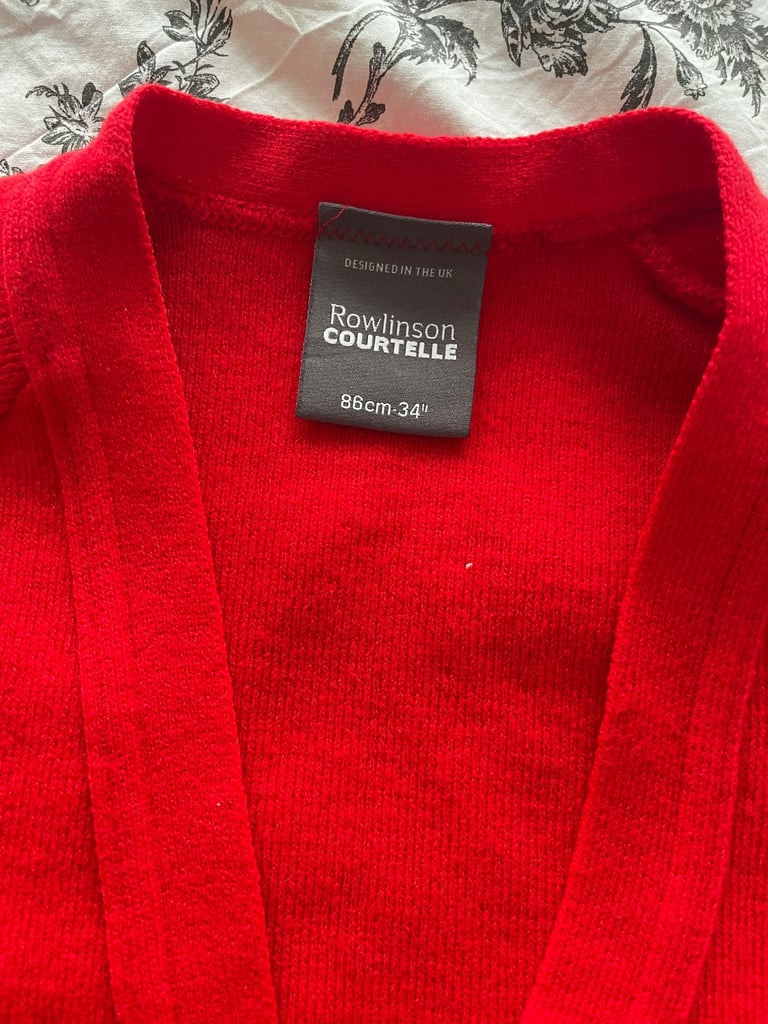 DESIGNED IN THE UK
Rowlinson
COURTELLE
86cm-34"